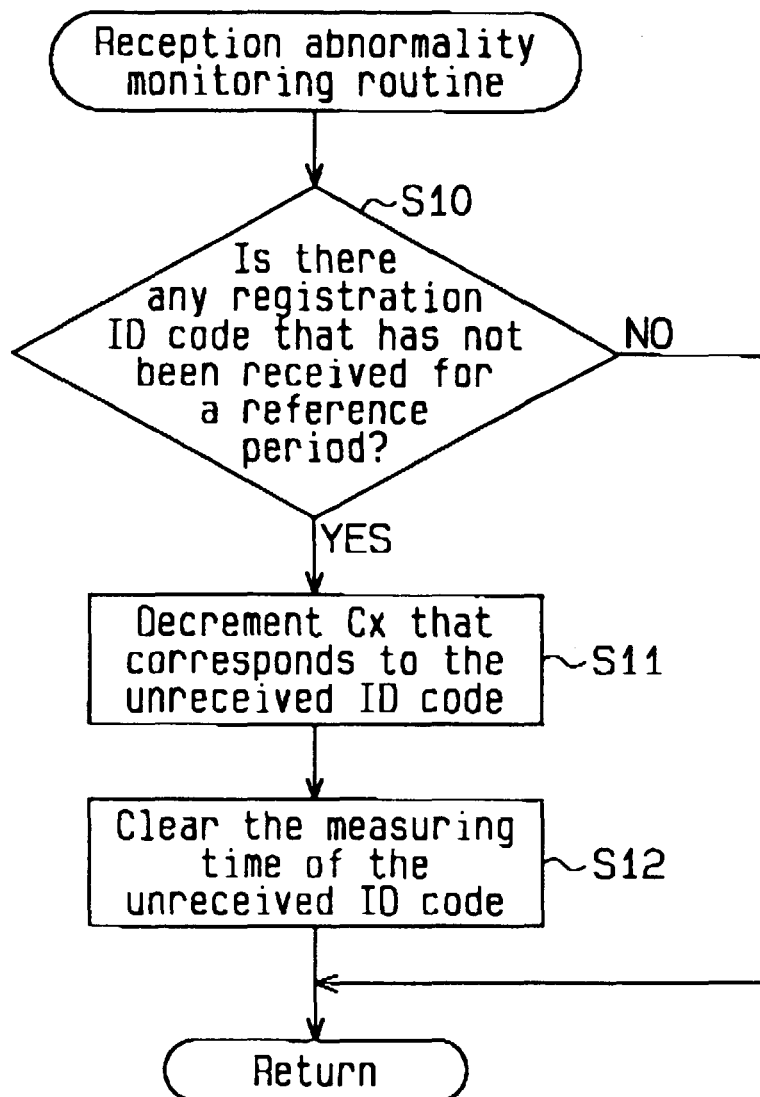 Reception abnormality
monitoring routine
S10
Is there
any registration
ID code that has not
been received for
a reference
period?
NO
YES
Decrement Cx that
corresponds to the
unreceived ID code
S11
Clear the measuring
time of the
unreceived ID code
S12
Return